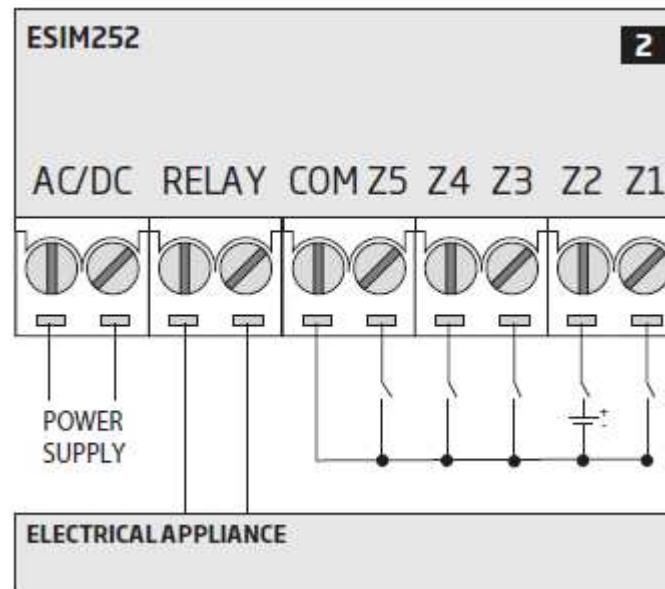 ESIM252
2
AC/DC RELAY COM Z5 Z4 Z3 Z2 Z1
+
-
POWER
SUPPLY
ELECTRICAL APPLIANCE